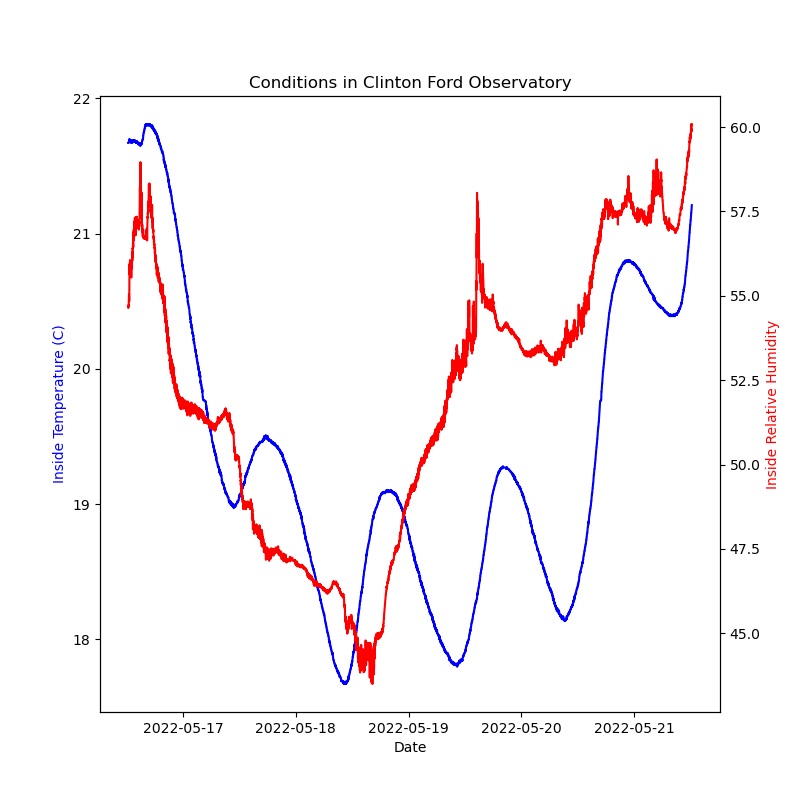 Conditions in Clinton Ford Observatory
22
21
20
19
18
Inside Temperature (C)
60.0
57.5
55.0
52.5
50.0
47.5
45.0
Inside Relative Humidity
2022-05-17 2022-05-18 2022-05-19 2022-05-20 2022-05-21
Date